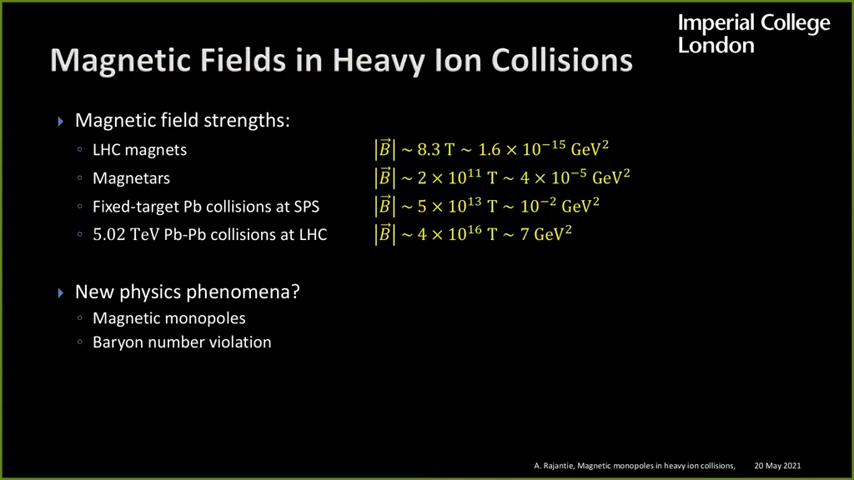 Imperial College
London
Magnetic Fields in Heavy Ion Collisions
Magnetic field strengths:
LHC magnets |B⃗| ~ 8.3 T ~ 1.6 × 10⁻¹⁵ GeV²
Magnetars |B⃗| ~ 2 × 10¹¹ T ~ 4 × 10⁻⁵ GeV²
Fixed-target Pb collisions at SPS |B⃗| ~ 5 × 10¹³ T ~ 10⁻² GeV²
5.02 TeV Pb-Pb collisions at LHC |B⃗| ~ 4 × 10¹⁶ T ~ 7 GeV²
New physics phenomena?
Magnetic monopoles
Baryon number violation
A. Rajantie, Magnetic monopoles in heavy ion collisions, 20 May 2021